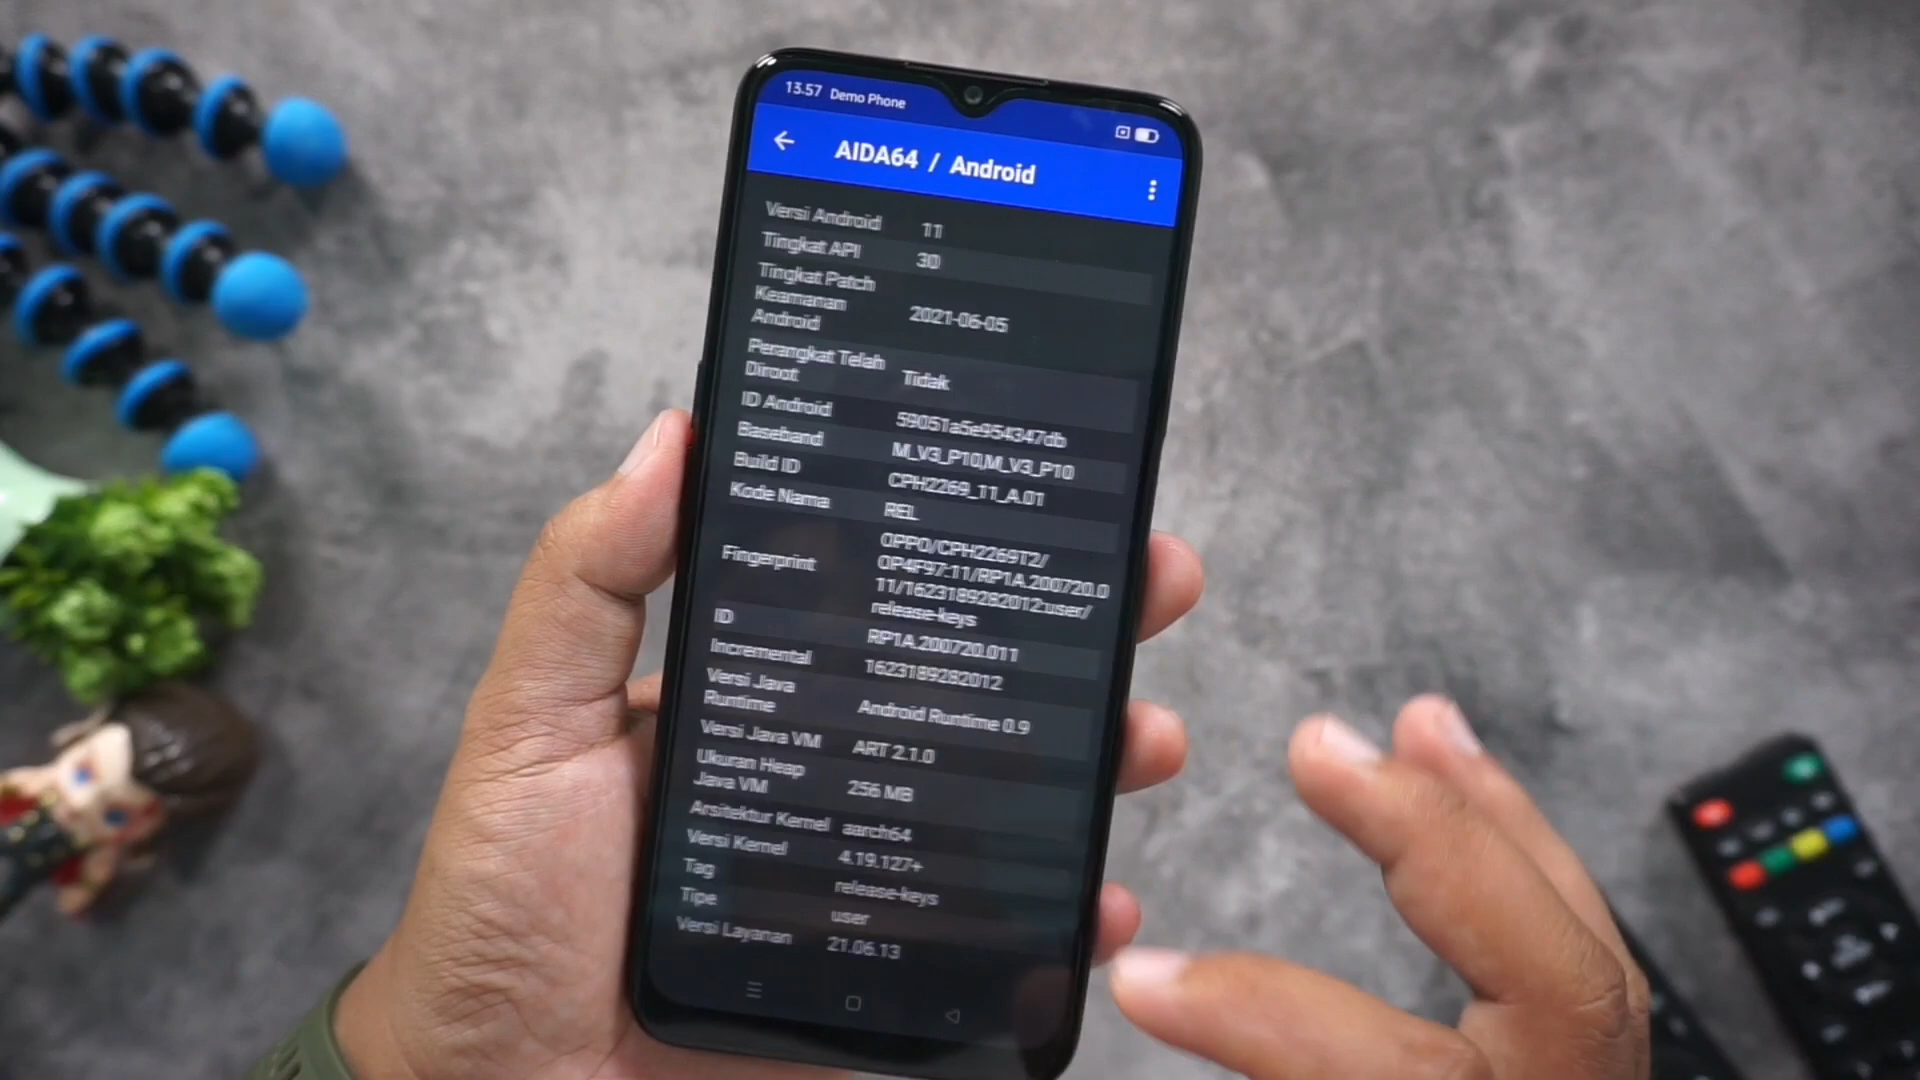 13.57 Demo Phone
AIDA64 / Android
Versi Android 11
Tingkat API 30
Tingkat Patch
Keamanan
Android 2021-06-05
Perangkat Telah
Diroot Tidak
ID Android 59051a5e954347db
Baseband M_V3_P10,M_V3_P10
Build ID CPH2269_11_A.01
Kode Nama REL
Fingerprint OPPO/CPH2269T2/
OP4F97:11/RP1A.200720.0
11/1623189282012:user/
release-keys
ID RP1A.200720.011
Incremental 1623189282012
Versi Java
Runtime Android Runtime 0.9
Versi Java VM ART 2.1.0
Ukuran Heap
Java VM 256 MB
Arsitektur Kernel aarch64
Versi Kernel 4.19.127+
Tag release-keys
Tipe user
Versi Layanan 21.06.13